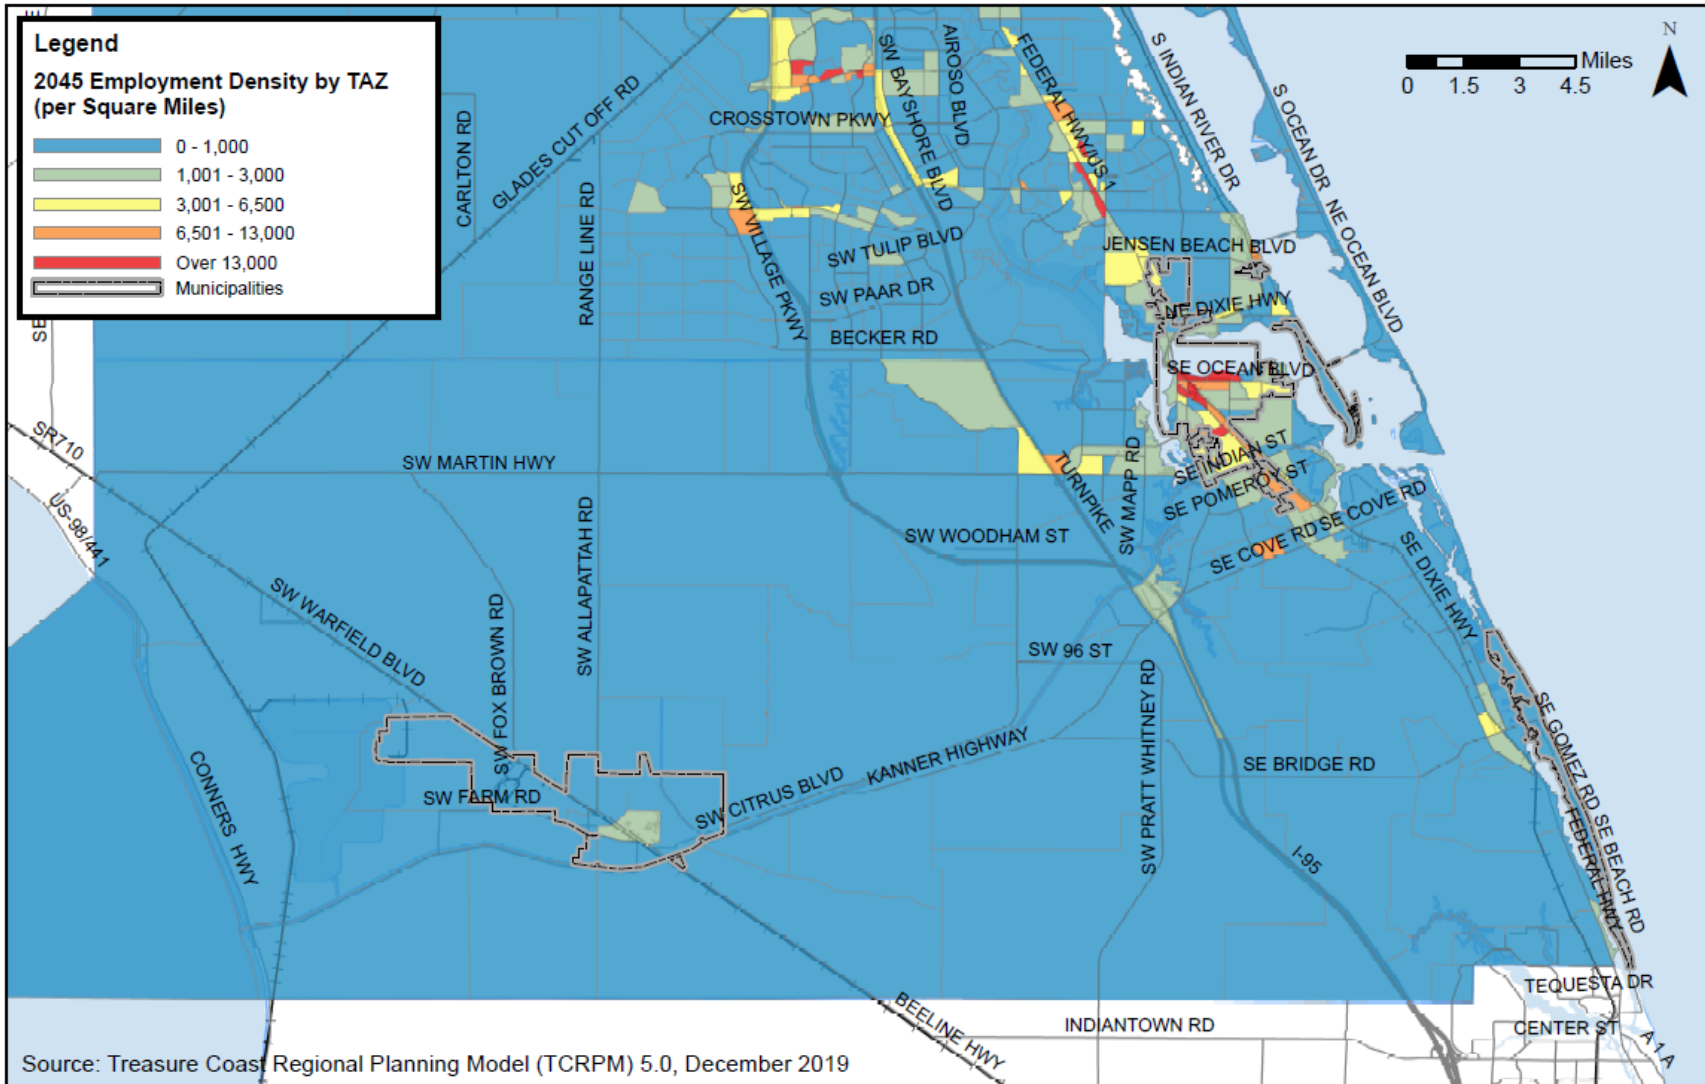 Legend
2045 Employment Density by TAZ
(per Square Miles)
0 - 1,000
1,001 - 3,000
3,001 - 6,500
6,501 - 13,000
Over 13,000
Municipalities
N
Miles
0 1.5 3 4.5
SE
CARLTON RD
GLADES CUT OFF RD
RANGE LINE RD
CROSSTOWN PKWY
SW BAYSHORE BLVD
AIROSO BLVD
FEDERAL HWY/US 1
S INDIAN RIVER DR
S OCEAN DR
NE OCEAN BLVD
SW VILLAGE PKWY
SW TULIP BLVD
SW PAAR DR
BECKER RD
JENSEN BEACH BLVD
NE DIXIE HWY
SE OCEAN BLVD
SR710
US-98/441
SW MARTIN HWY
TURNPIKE
SW MAPP RD
SE INDIAN ST
SE POMEROY ST
SE COVE RD
SE COVE RD
SW ALLAPATTAH RD
SW WOODHAM ST
SE DIXIE HWY
SW WARFIELD BLVD
SW FOX BROWN RD
SW 96 ST
SW PRATT WHITNEY RD
CONNERS HWY
SW FARM RD
SW CITRUS BLVD
KANNER HIGHWAY
SE BRIDGE RD
SE GOMEZ RD
SE BEACH RD
FEDERAL HWY
I-95
BEELINE HWY
INDIANTOWN RD
TEQUESTA DR
CENTER ST
A 1 A
Source: Treasure Coast Regional Planning Model (TCRPM) 5.0, December 2019